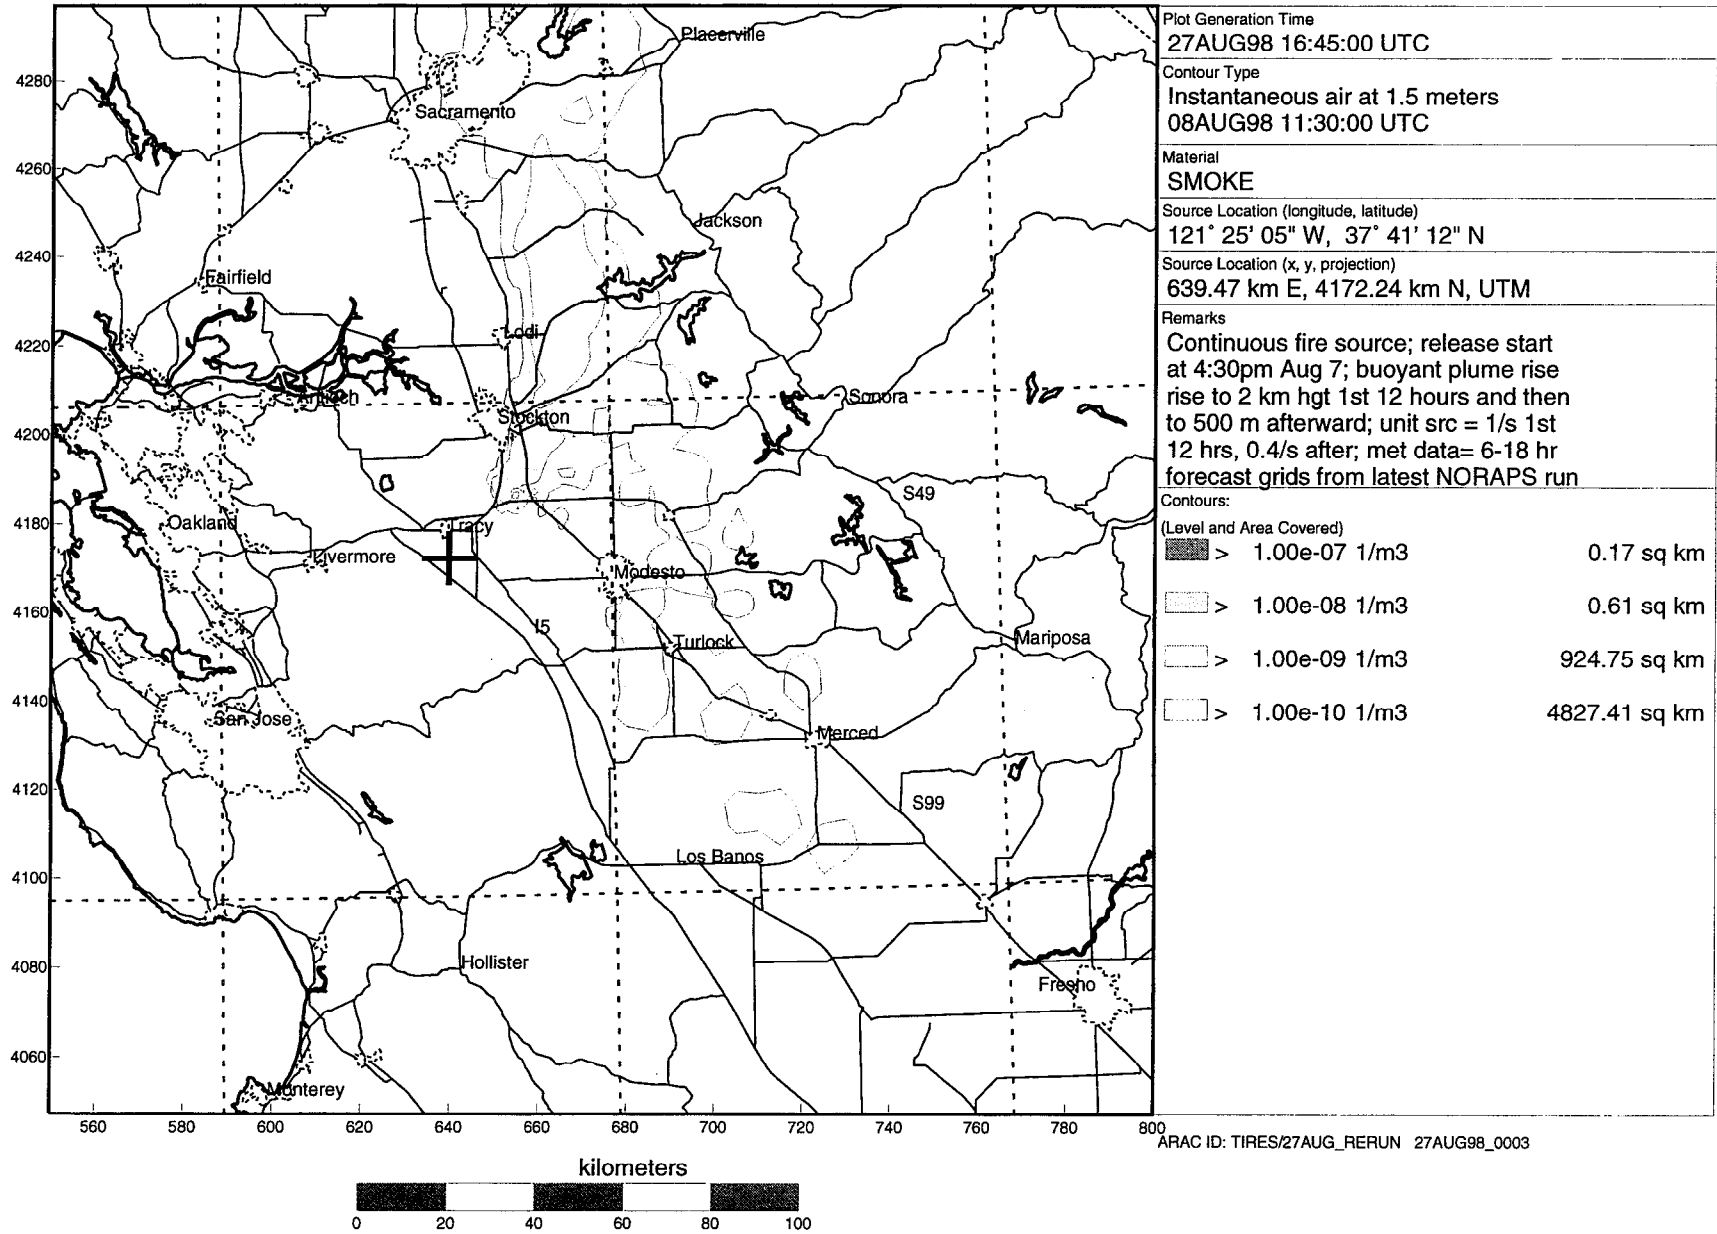 Plot Generation Time
27AUG98 16:45:00 UTC
Contour Type
Instantaneous air at 1.5 meters
08AUG98 11:30:00 UTC
Material
SMOKE
Source Location (longitude, latitude)
121° 25' 05" W, 37° 41' 12" N
Source Location (x, y, projection)
639.47 km E, 4172.24 km N, UTM
Remarks
Continuous fire source; release start
at 4:30pm Aug 7; buoyant plume rise
rise to 2 km hgt 1st 12 hours and then
to 500 m afterward; unit src = 1/s 1st
12 hrs, 0.4/s after; met data= 6-18 hr
forecast grids from latest NORAPS run
Contours:
(Level and Area Covered)
> 1.00e-07 1/m3 0.17 sq km
> 1.00e-08 1/m3 0.61 sq km
> 1.00e-09 1/m3 924.75 sq km
> 1.00e-10 1/m3 4827.41 sq km
ARAC ID: TIRES/27AUG_RERUN 27AUG98_0003
Placerville
Sacramento
Jackson
Fairfield
Lodi
Antioch
Sonora
Stockton
S49
Oakland
Tracy
Livermore
Modesto
I5
Turlock
Mariposa
San Jose
Merced
S99
Los Banos
Hollister
Fresno
Monterey
4280
4260
4240
4220
4200
4180
4160
4140
4120
4100
4080
4060
560 580 600 620 640 660 680 700 720 740 760 780 800
kilometers
0 20 40 60 80 100